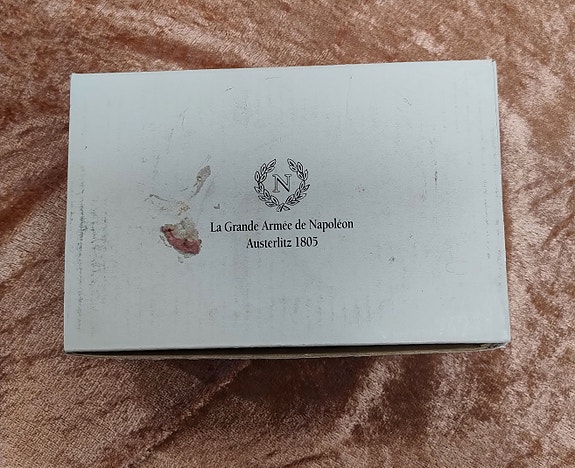 N
La Grande Armée de Napoléon
Austerlitz 1805